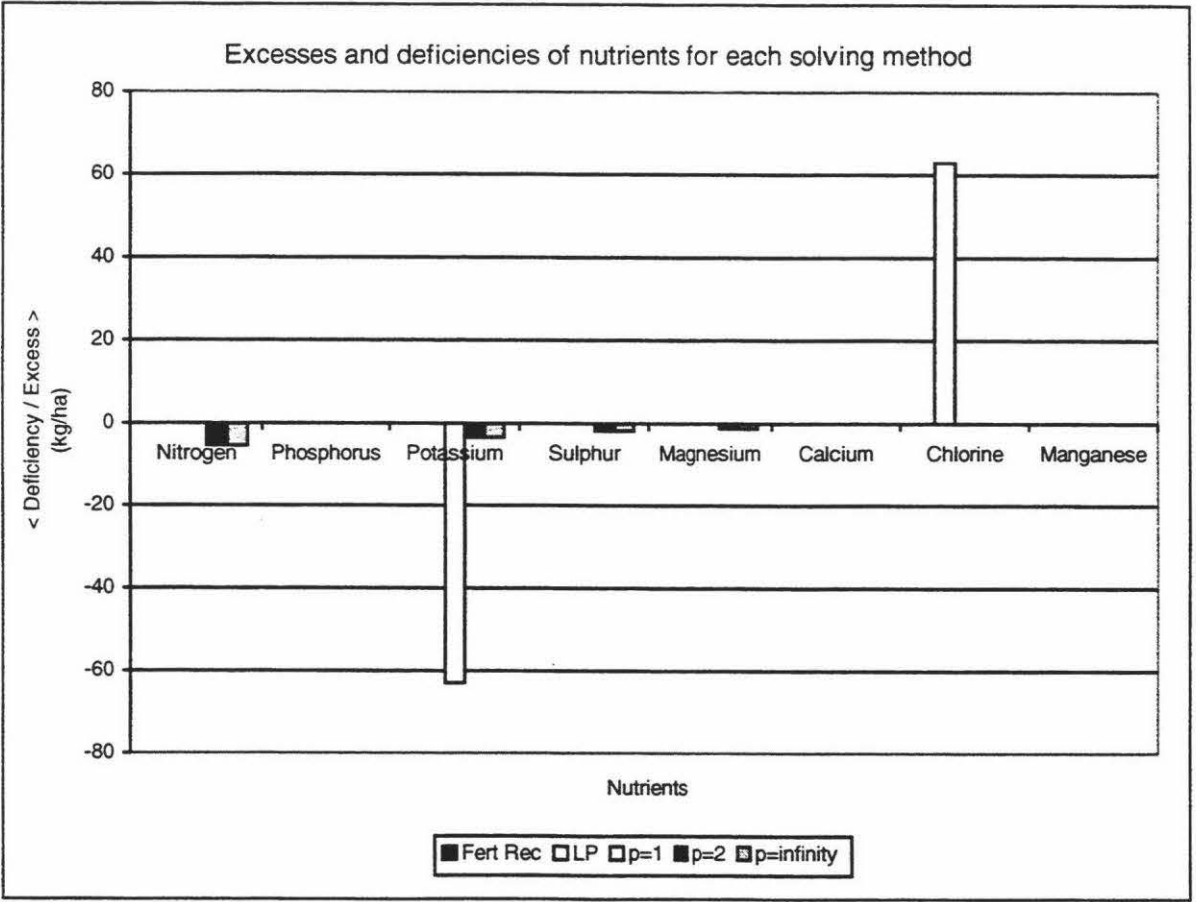 Excesses and deficiencies of nutrients for each solving method
80
60
40
20
0
-20
-40
-60
-80
< Deficiency / Excess >
(kg/ha)
Nitrogen Phosphorus Potassium Sulphur Magnesium Calcium Chlorine Manganese
Nutrients
Fert Rec LP p=1 p=2 p=infinity